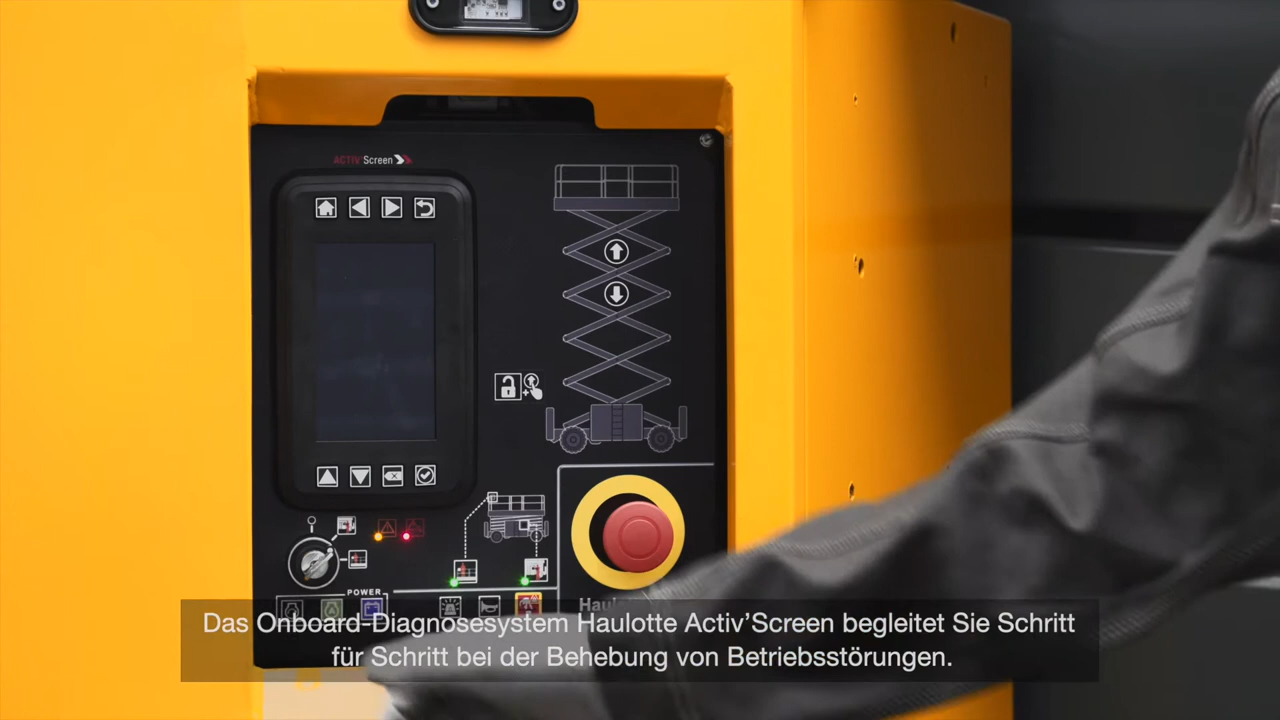 ACTIV'Screen
POWER
Das Onboard-Diagnosesystem Haulotte Activ’Screen begleitet Sie Schritt
für Schritt bei der Behebung von Betriebsstörungen.